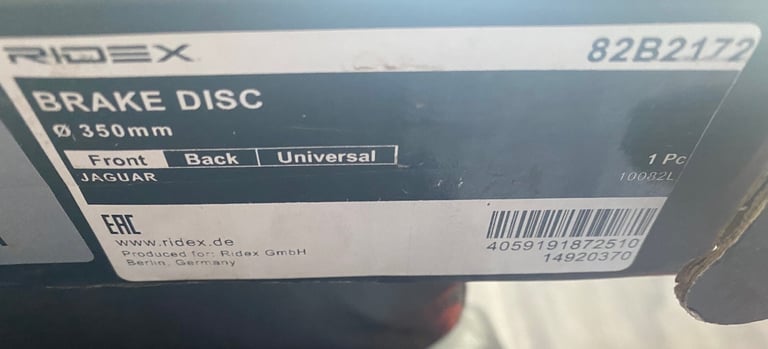 RIDEX
82B2172
BRAKE DISC
Ø 350mm
Front Back Universal
JAGUAR
1 Pc
10082L
EAC
www.ridex.de
Produced for: Ridex GmbH
Berlin, Germany
4059191872510
14920370